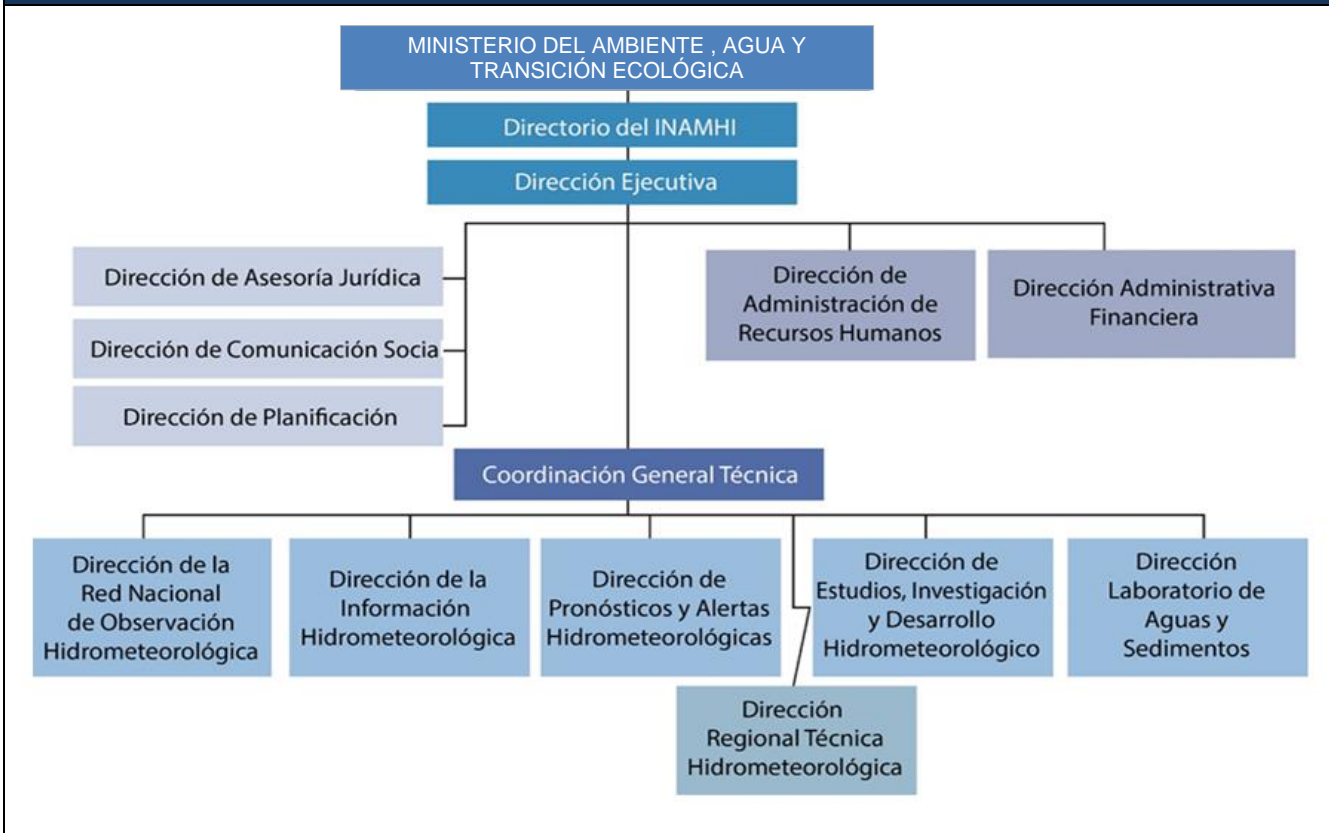 MINISTERIO DEL AMBIENTE , AGUA Y
TRANSICIÓN ECOLÓGICA
Directorio del INAMHI
Dirección Ejecutiva
Dirección de Asesoría Jurídica
Dirección de Comunicación Socia
Dirección de Planificación
Dirección de
Administración de
Recursos Humanos
Dirección Administrativa
Financiera
Coordinación General Técnica
Dirección de la
Red Nacional
de Observación
Hidrometeorológica
Dirección de la
Información
Hidrometeorológica
Dirección de
Pronósticos y Alertas
Hidrometeorológicas
Dirección de
Estudios, Investigación
y Desarrollo
Hidrometeorológico
Dirección
Laboratorio de
Aguas y
Sedimentos
Dirección
Regional Técnica
Hidrometeorológica